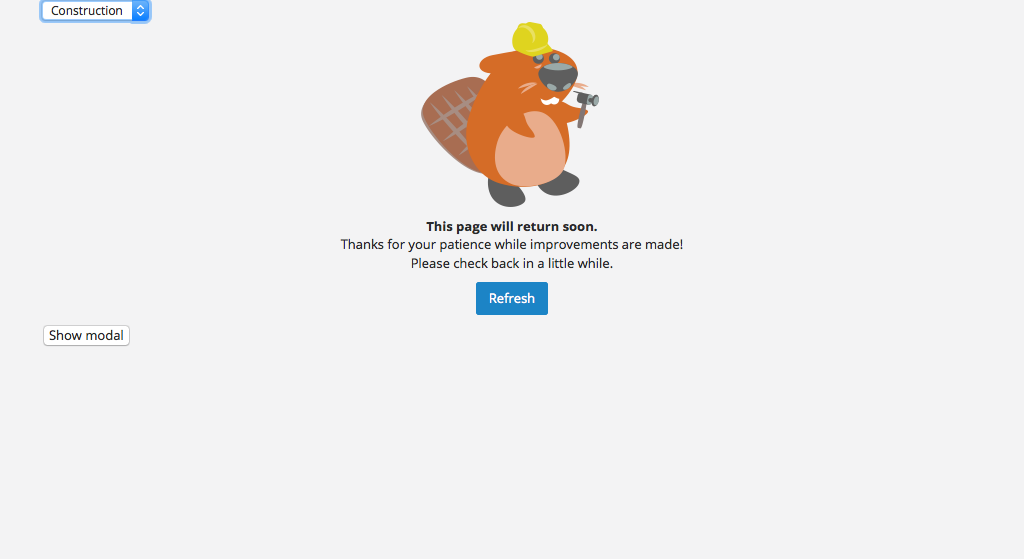 Construction
This page will return soon.
Thanks for your patience while improvements are made!
Please check back in a little while.
Refresh
Show modal